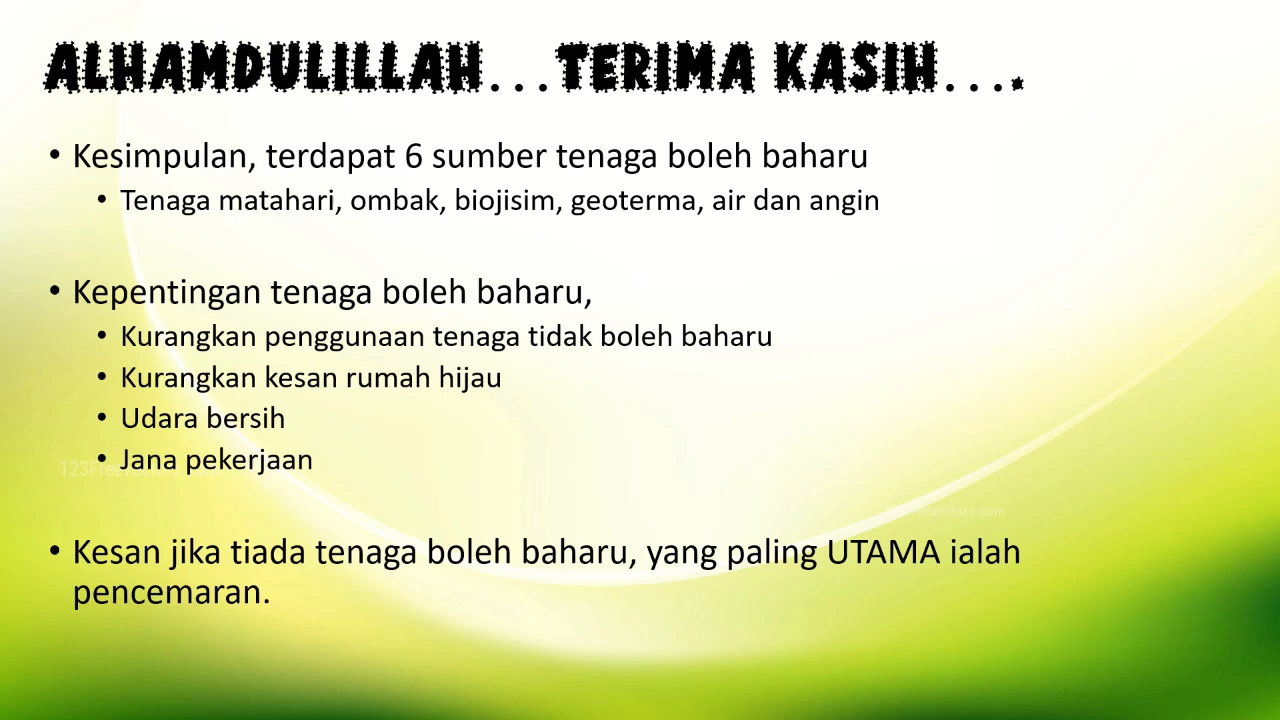 ALHAMDULILLAH...TERIMA KASIH....
• Kesimpulan, terdapat 6 sumber tenaga boleh baharu
• Tenaga matahari, ombak, biojisim, geoterma, air dan angin
• Kepentingan tenaga boleh baharu,
• Kurangkan penggunaan tenaga tidak boleh baharu
• Kurangkan kesan rumah hijau
• Udara bersih
• Jana pekerjaan
• Kesan jika tiada tenaga boleh baharu, yang paling UTAMA ialah
pencemaran.